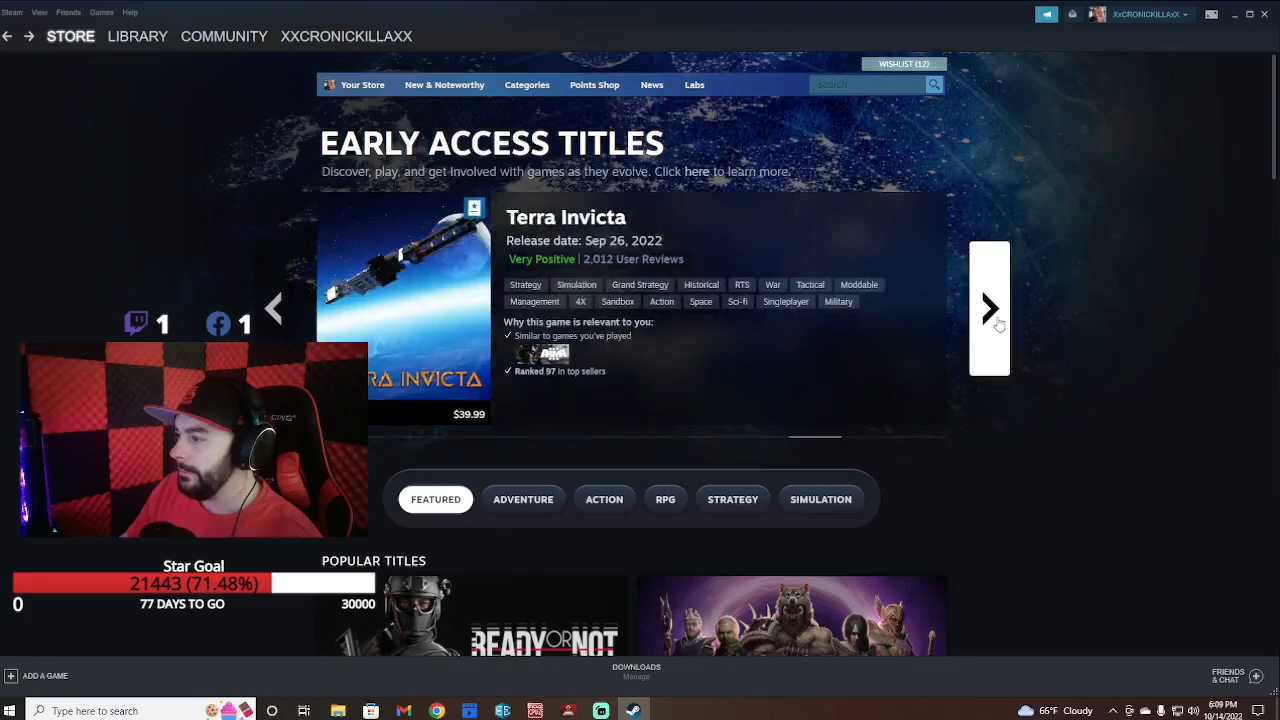 Steam View Friends Games Help
XxCRONICKILLAxX
STORE LIBRARY COMMUNITY XXCRONICKILLAXX
WISHLIST (12)
Your Store New & Noteworthy Categories Points Shop News Labs search
EARLY ACCESS TITLES
Discover, play, and get involved with games as they evolve. Click here to learn more.
Terra Invicta
Release date: Sep 26, 2022
Very Positive | 2,012 User Reviews
Strategy Simulation Grand Strategy Historical RTS War Tactical Moddable
Management 4X Sandbox Action Space Sci-fi Singleplayer Military
Why this game is relevant to you:
✓ Similar to games you've played
ARMA
✓ Ranked 97 in top sellers
RA INVICTA
$39.99
1 1
FEATURED ADVENTURE ACTION RPG STRATEGY SIMULATION
POPULAR TITLES
READY OR NOT
Star Goal
21443 (71.48%)
0 77 DAYS TO GO 30000
ADD A GAME
DOWNLOADS
Manage
FRIENDS
& CHAT
Type here to search
66°F Cloudy
6:09 PM